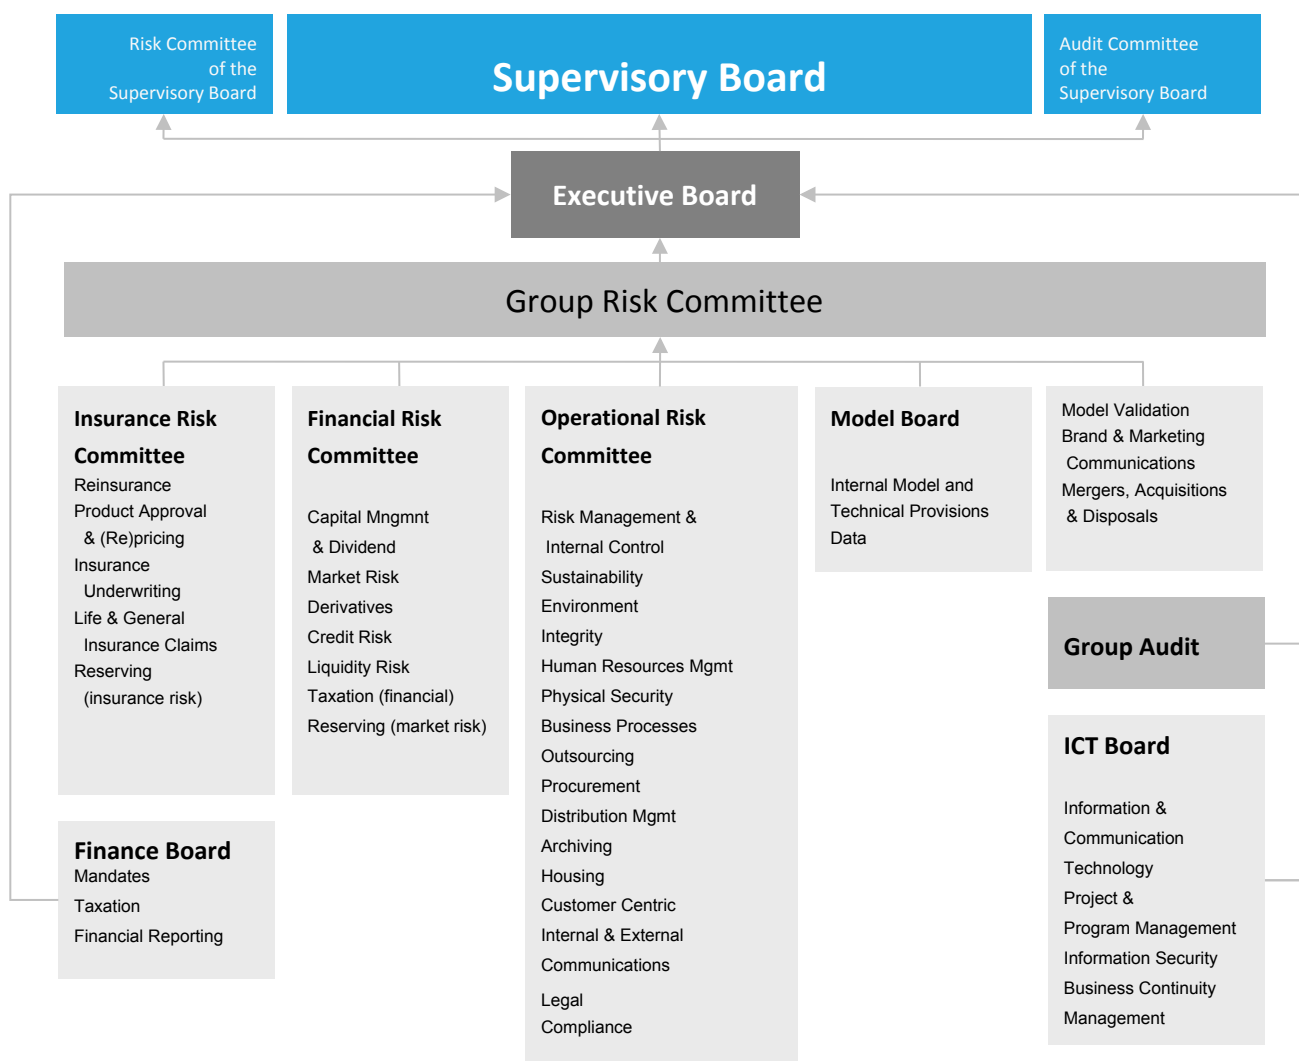 Risk Committee
of the
Supervisory Board
Supervisory Board
Audit Committee
of the
Supervisory Board
Executive Board
Group Risk Committee
Insurance Risk
Committee
Reinsurance
Product Approval
& (Re)pricing
Insurance
Underwriting
Life & General
Insurance Claims
Reserving
(insurance risk)
Financial Risk
Committee
Capital Mngmnt
& Dividend
Market Risk
Derivatives
Credit Risk
Liquidity Risk
Taxation (financial)
Reserving (market risk)
Operational Risk
Committee
Risk Management &
Internal Control
Sustainability
Environment
Integrity
Human Resources Mgmt
Physical Security
Business Processes
Outsourcing
Procurement
Distribution Mgmt
Archiving
Housing
Customer Centric
Internal & External
Communications
Legal
Compliance
Model Board
Internal Model and
Technical Provisions
Data
Model Validation
Brand & Marketing
Communications
Mergers, Acquisitions
& Disposals
Group Audit
ICT Board
Information &
Communication
Technology
Project &
Program Management
Information Security
Business Continuity
Management
Finance Board
Mandates
Taxation
Financial Reporting